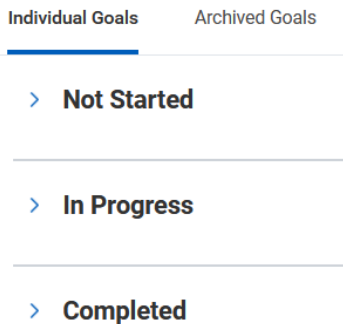 Individual Goals Archived Goals
Not Started
In Progress
Completed